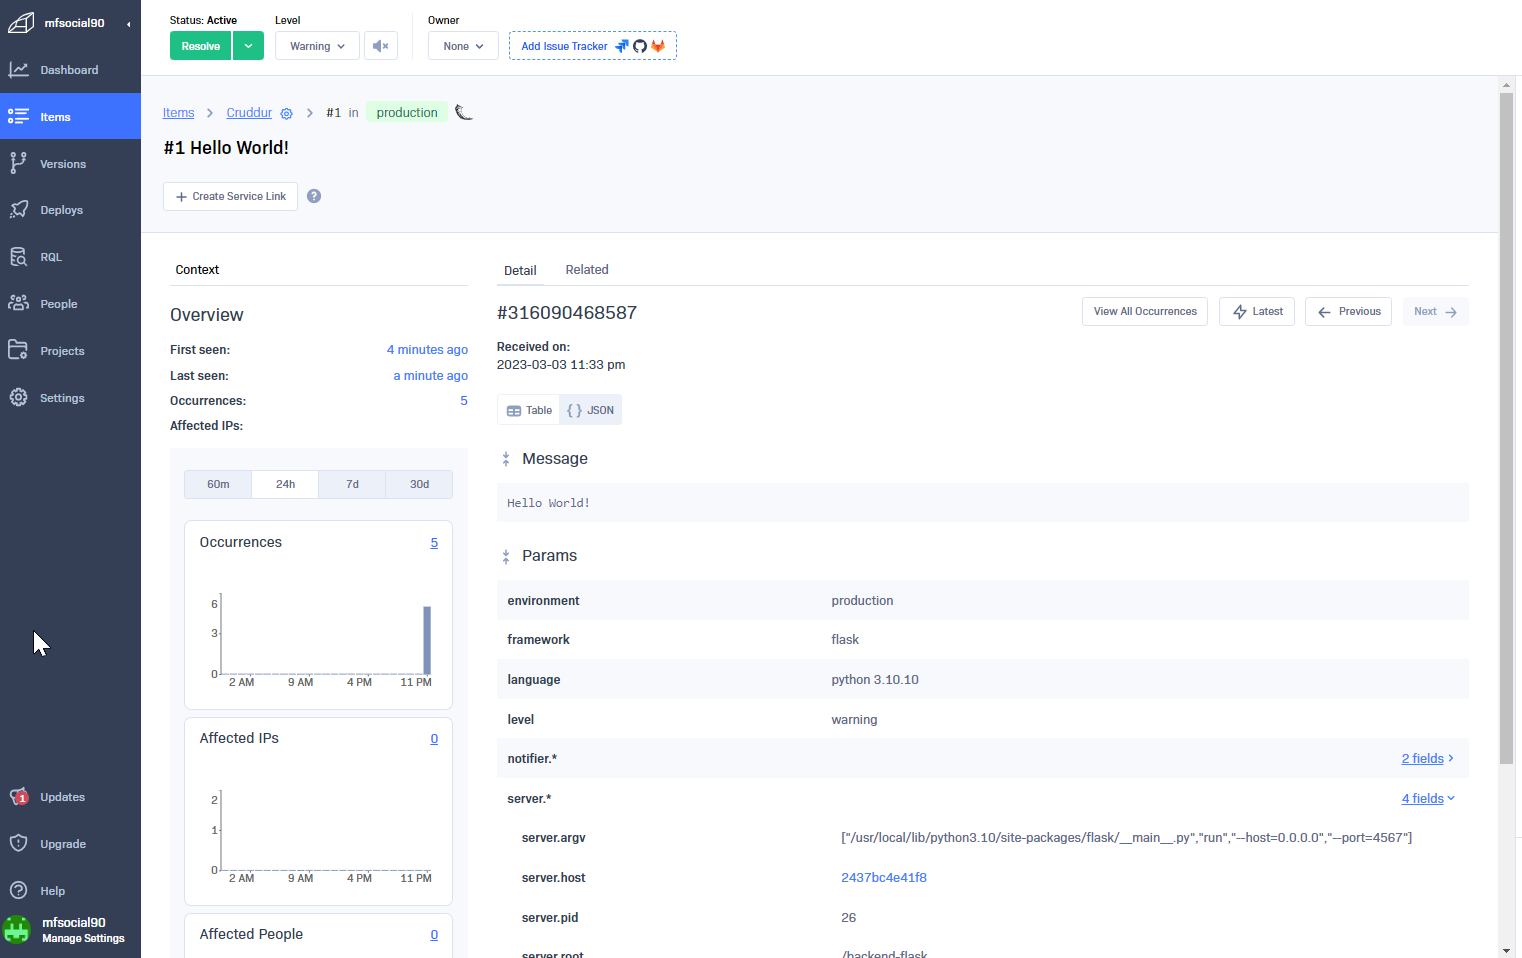 mfsocial90
Dashboard
Items
Versions
Deploys
RQL
People
Projects
Settings
Updates
1
Upgrade
Help
mfsocial90
Manage Settings
Status: Active
Level
Owner
Resolve
Warning
None
Add Issue Tracker
Items
Cruddur
#1 in
production
#1 Hello World!
Create Service Link
?
Context
Overview
First seen:
4 minutes ago
Last seen:
a minute ago
Occurrences:
5
Affected IPs:
60m
24h
7d
30d
Occurrences
5
6
3
0
2 AM
9 AM
4 PM
11 PM
Affected IPs
0
2
1
0
2 AM
9 AM
4 PM
11 PM
Affected People
0
Detail
Related
#316090468587
View All Occurrences
Latest
Previous
Next
Received on:
2023-03-03 11:33 pm
Table
{ } JSON
Message
Hello World!
Params
environment
production
framework
flask
language
python 3.10.10
level
warning
notifier.*
2 fields
server.*
4 fields
server.argv
["/usr/local/lib/python3.10/site-packages/flask/__main__.py","run","--host=0.0.0.0","--port=4567"]
server.host
2437bc4e41f8
server.pid
26
server.root
/backend-flask